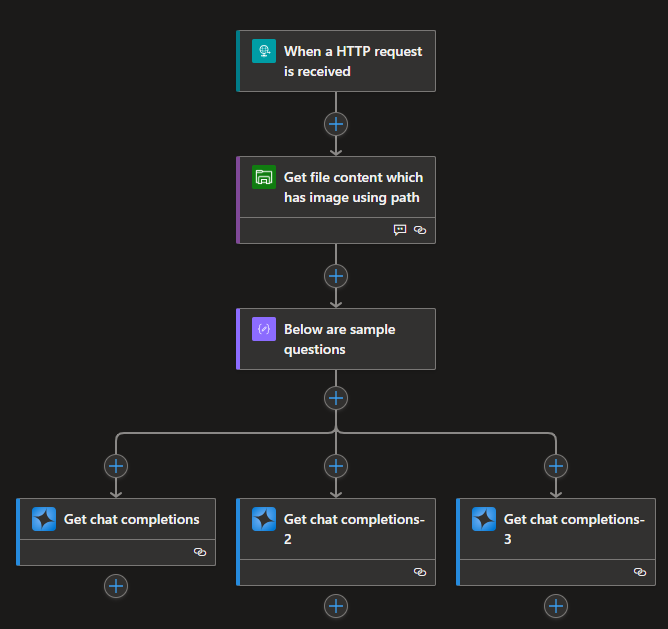 When a HTTP request
is received
Get file content which
has image using path
Below are sample
questions
Get chat completions
Get chat completions-
2
Get chat completions-
3